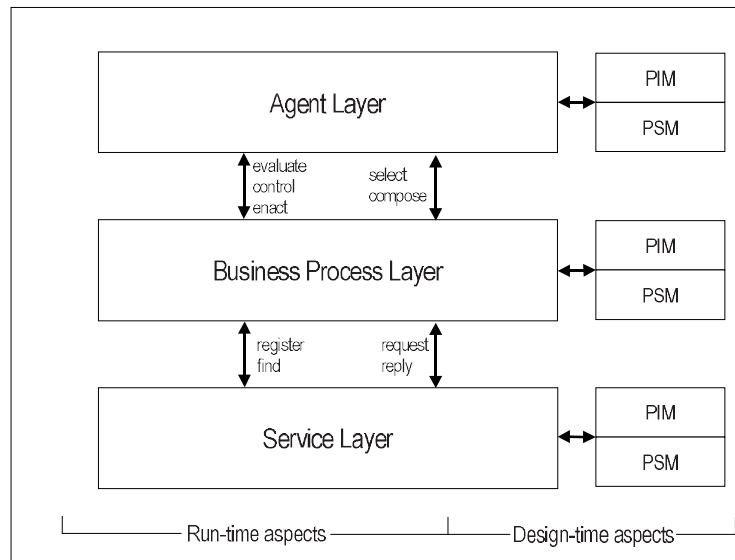 Agent Layer
PIM
PSM
evaluate
control
enact
select
compose
Business Process Layer
PIM
PSM
register
find
request
reply
Service Layer
PIM
PSM
Run-time aspects
Design-time aspects